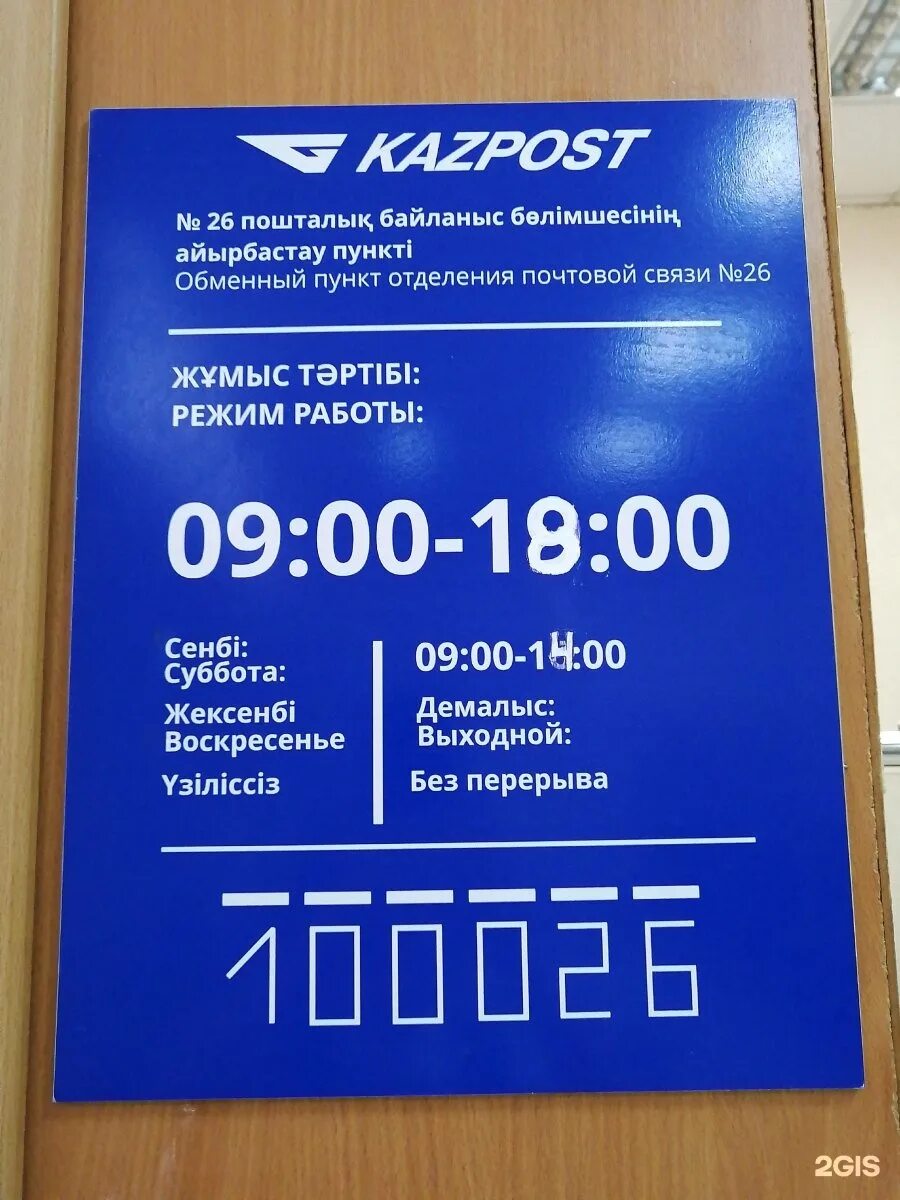 KAZPOST
№ 26 пошталық байланыс бөлімшесінің
айырбастау пункті
Обменный пункт отделения почтовой связи №26
ЖҰМЫС ТӘРТІБІ:
РЕЖИМ РАБОТЫ:
09:00-18:00
Сенбі:
Суббота:
09:00-14:00
Жексенбі
Воскресенье
Демалыс:
Выходной:
Үзіліссіз
Без перерыва
100026
2GIS